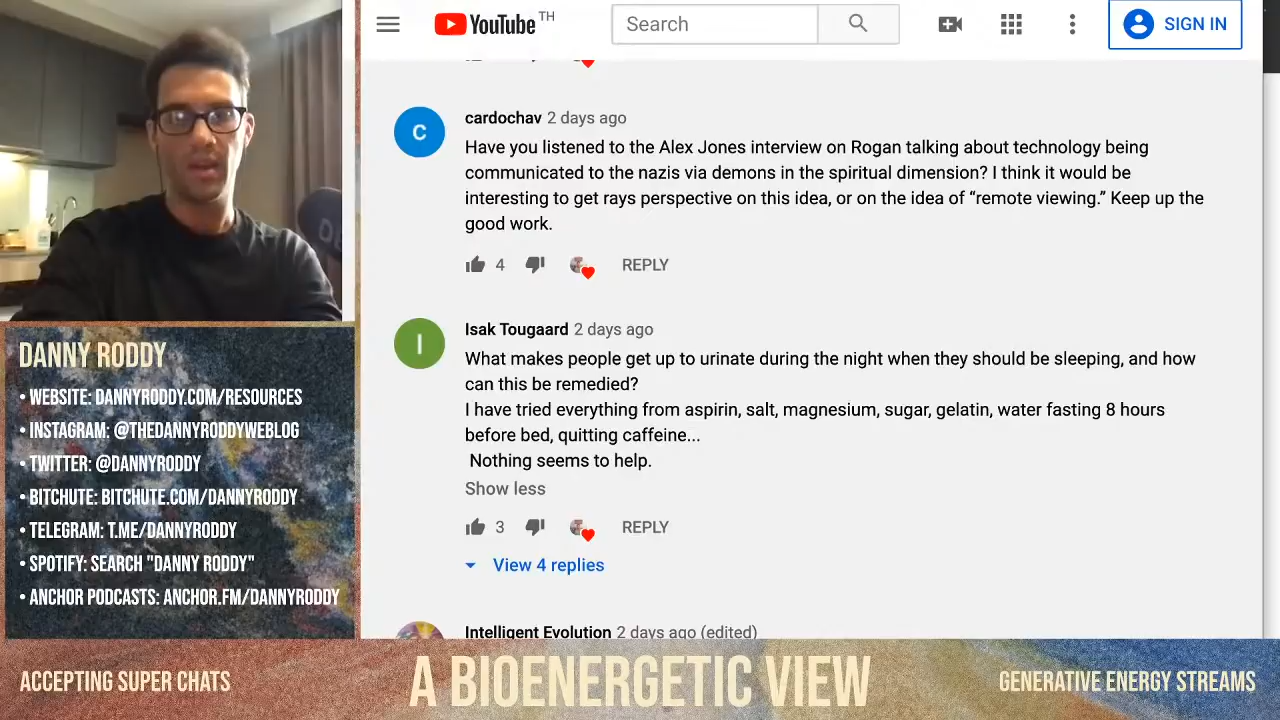 YouTube TH
Search
SIGN IN
C
cardochav 2 days ago
Have you listened to the Alex Jones interview on Rogan talking about technology being
communicated to the nazis via demons in the spiritual dimension? I think it would be
interesting to get rays perspective on this idea, or on the idea of “remote viewing.” Keep up the
good work.
4
REPLY
I
Isak Tougaard 2 days ago
What makes people get up to urinate during the night when they should be sleeping, and how
can this be remedied?
I have tried everything from aspirin, salt, magnesium, sugar, gelatin, water fasting 8 hours
before bed, quitting caffeine...
Nothing seems to help.
Show less
3
REPLY
View 4 replies
Intelligent Evolution 2 days ago (edited)
DANNY RODDY
• WEBSITE: DANNYRODDY.COM/RESOURCES
• INSTAGRAM: @THEDANNYRODDYWEBLOG
• TWITTER: @DANNYRODDY
• BITCHUTE: BITCHUTE.COM/DANNYRODDY
• TELEGRAM: T.ME/DANNYRODDY
• SPOTIFY: SEARCH "DANNY RODDY"
• ANCHOR PODCASTS: ANCHOR.FM/DANNYRODDY
ACCEPTING SUPER CHATS
A BIOENERGETIC VIEW
GENERATIVE ENERGY STREAMS